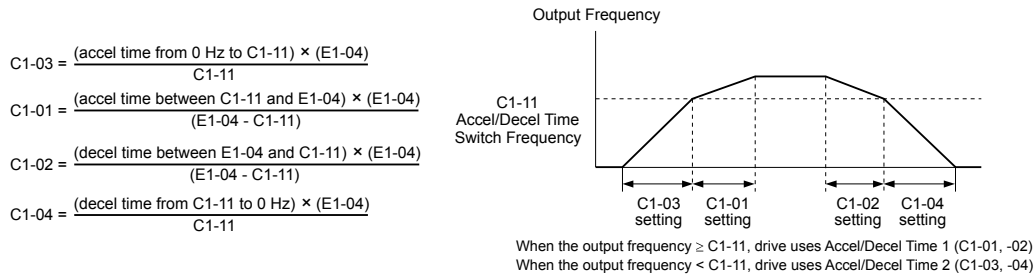 C1-03 = (accel time from 0 Hz to C1-11) × (E1-04)
C1-11
C1-01 = (accel time between C1-11 and E1-04) × (E1-04)
(E1-04 - C1-11)
C1-02 = (decel time between E1-04 and C1-11) × (E1-04)
(E1-04 - C1-11)
C1-04 = (decel time from C1-11 to 0 Hz) × (E1-04)
C1-11
Output Frequency
C1-11
Accel/Decel Time
Switch Frequency
C1-03
setting
C1-01
setting
C1-02
setting
C1-04
setting
When the output frequency ≥ C1-11, drive uses Accel/Decel Time 1 (C1-01, -02)
When the output frequency < C1-11, drive uses Accel/Decel Time 2 (C1-03, -04)